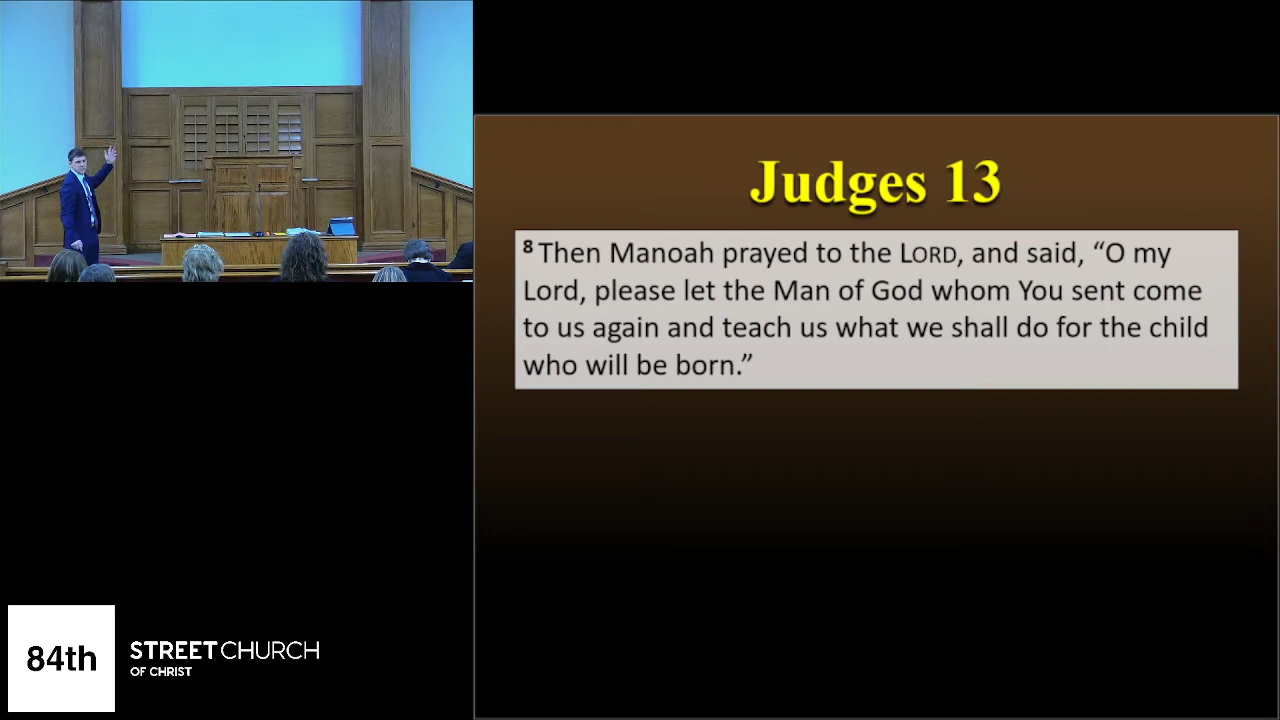 Judges 13
8 Then Manoah prayed to the LORD, and said, “O my
Lord, please let the Man of God whom You sent come
to us again and teach us what we shall do for the child
who will be born.”
84th
STREET CHURCH
OF CHRIST